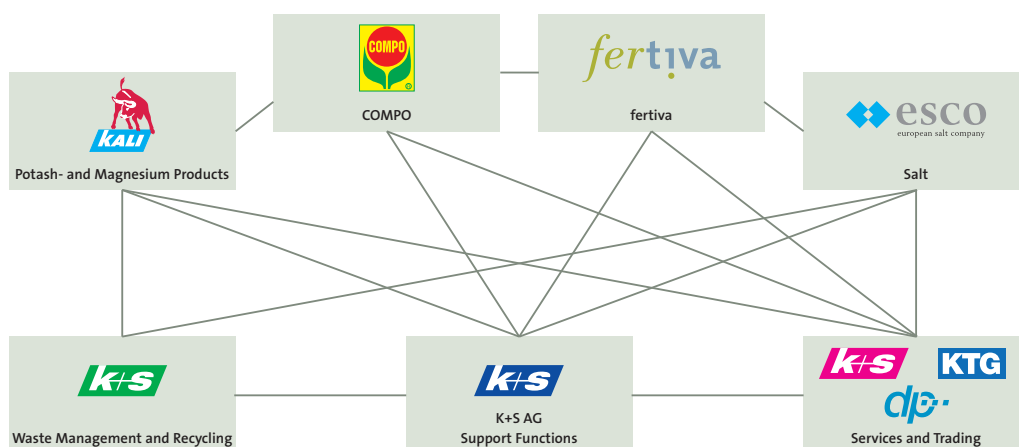 COMPO
COMPO
fertiva
fertiva
KALI
Potash- and Magnesium Products
esco
european salt company
Salt
k+s
Waste Management and Recycling
k+s
K+S AG
Support Functions
k+s
KTG
dp
Services and Trading